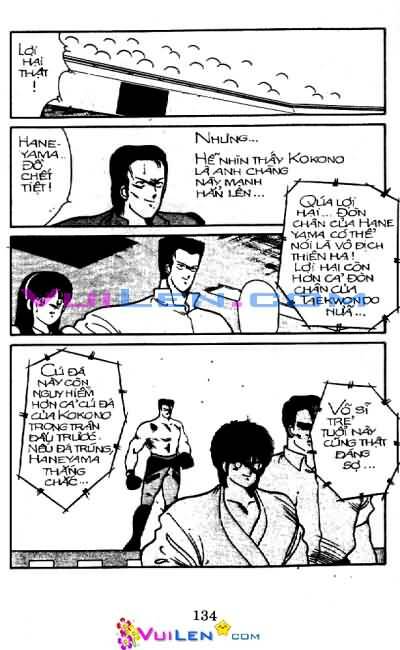 LỢI
HẠI
THẬT
!
HANE-
YAMA...
ĐỒ
CHẾT
TIỆT!
NHƯNG...
HỄ NHÌN THẤY KOKONO
LÀ ANH CHÀNG
NÀY MẠNH
HẲN LÊN...
QÚA LỢI
HẠI... ĐÒN
CHÂN CỦA HANE
YAMA CÓ THỂ
NÓI LÀ VÔ ĐỊCH
THIÊN HẠ!
LỢI HẠI CÒN
HƠN CẢ ĐÒN
CHÂN CỦA
TAEKWONDO
NỮA...
VUILEN.COM
CÚ ĐÁ
NÀY CÒN
NGUY HIỂM
HƠN CẢ CÚ ĐÁ
CỦA KOKONO
TRONG TRẬN
ĐẤU TRƯỚC.
NẾU ĐÁ TRÚNG,
HANEYAMA
THẮNG
CHẮC...
VÕ SĨ
TRẺ
TUỔI NÀY
CŨNG THẬT
ĐÁNG
SỢ...
134
VUILEN.COM